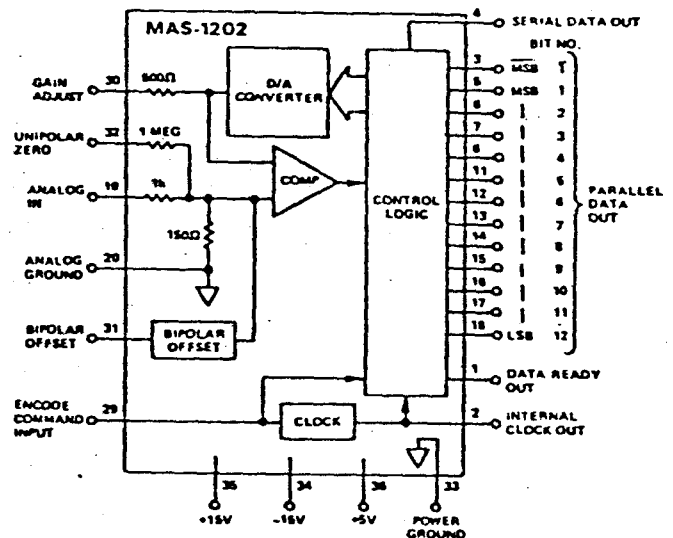 MAS-1202
4 SERIAL DATA OUT
BIT NO.
GAIN ADJUST 30 500Ω
D/A CONVERTER
3 MSB 1
5 MSB 1
6 2
7 3
8 4
11 5
12 6
13 7
14 8
15 9
16 10
17 11
18 LSB 12
PARALLEL DATA OUT
UNIPOLAR ZERO 32 1 MEG
COMP
CONTROL LOGIC
ANALOG IN 19 1k
150Ω
ANALOG GROUND 20
BIPOLAR OFFSET 31
BIPOLAR OFFSET
1 DATA READY OUT
ENCODE COMMAND INPUT 29
CLOCK
2 INTERNAL CLOCK OUT
35 34 36 33
+15V -15V +5V POWER GROUND